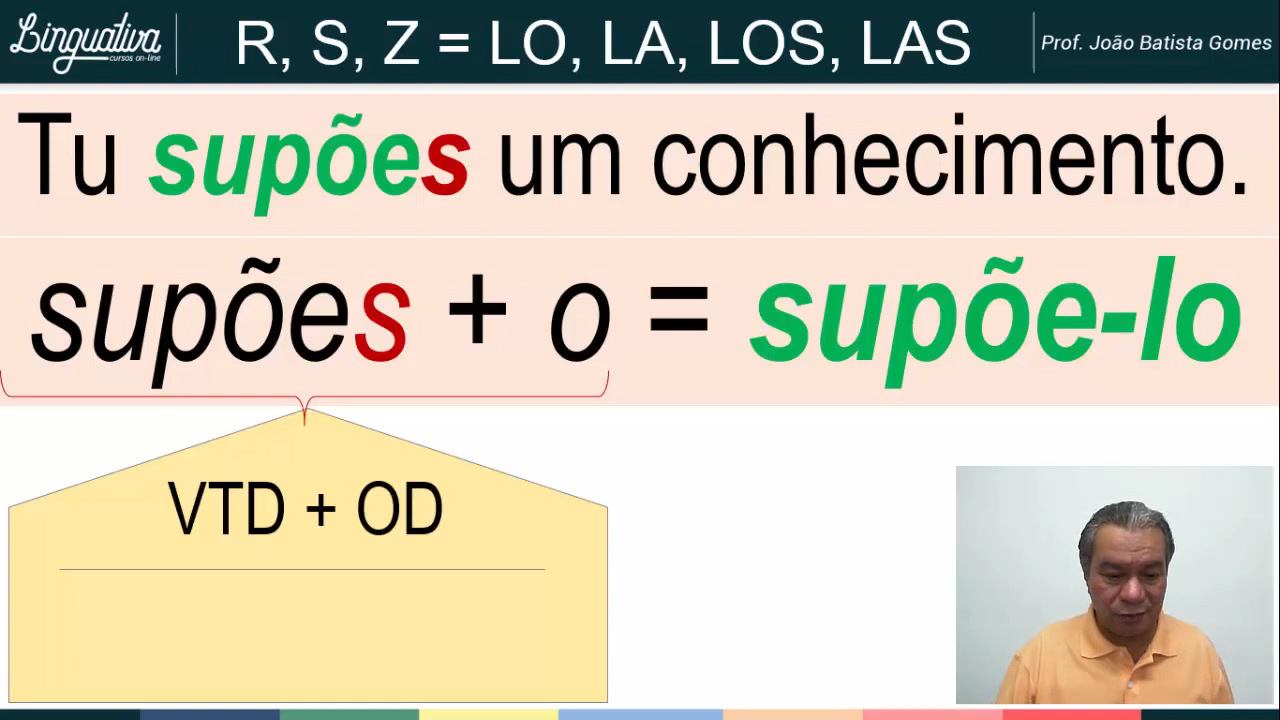 Linguativa
cursos on-line
R, S, Z = LO, LA, LOS, LAS
Prof. João Batista Gomes
Tu supões um conhecimento.
supões + o = supõe-lo
VTD + OD